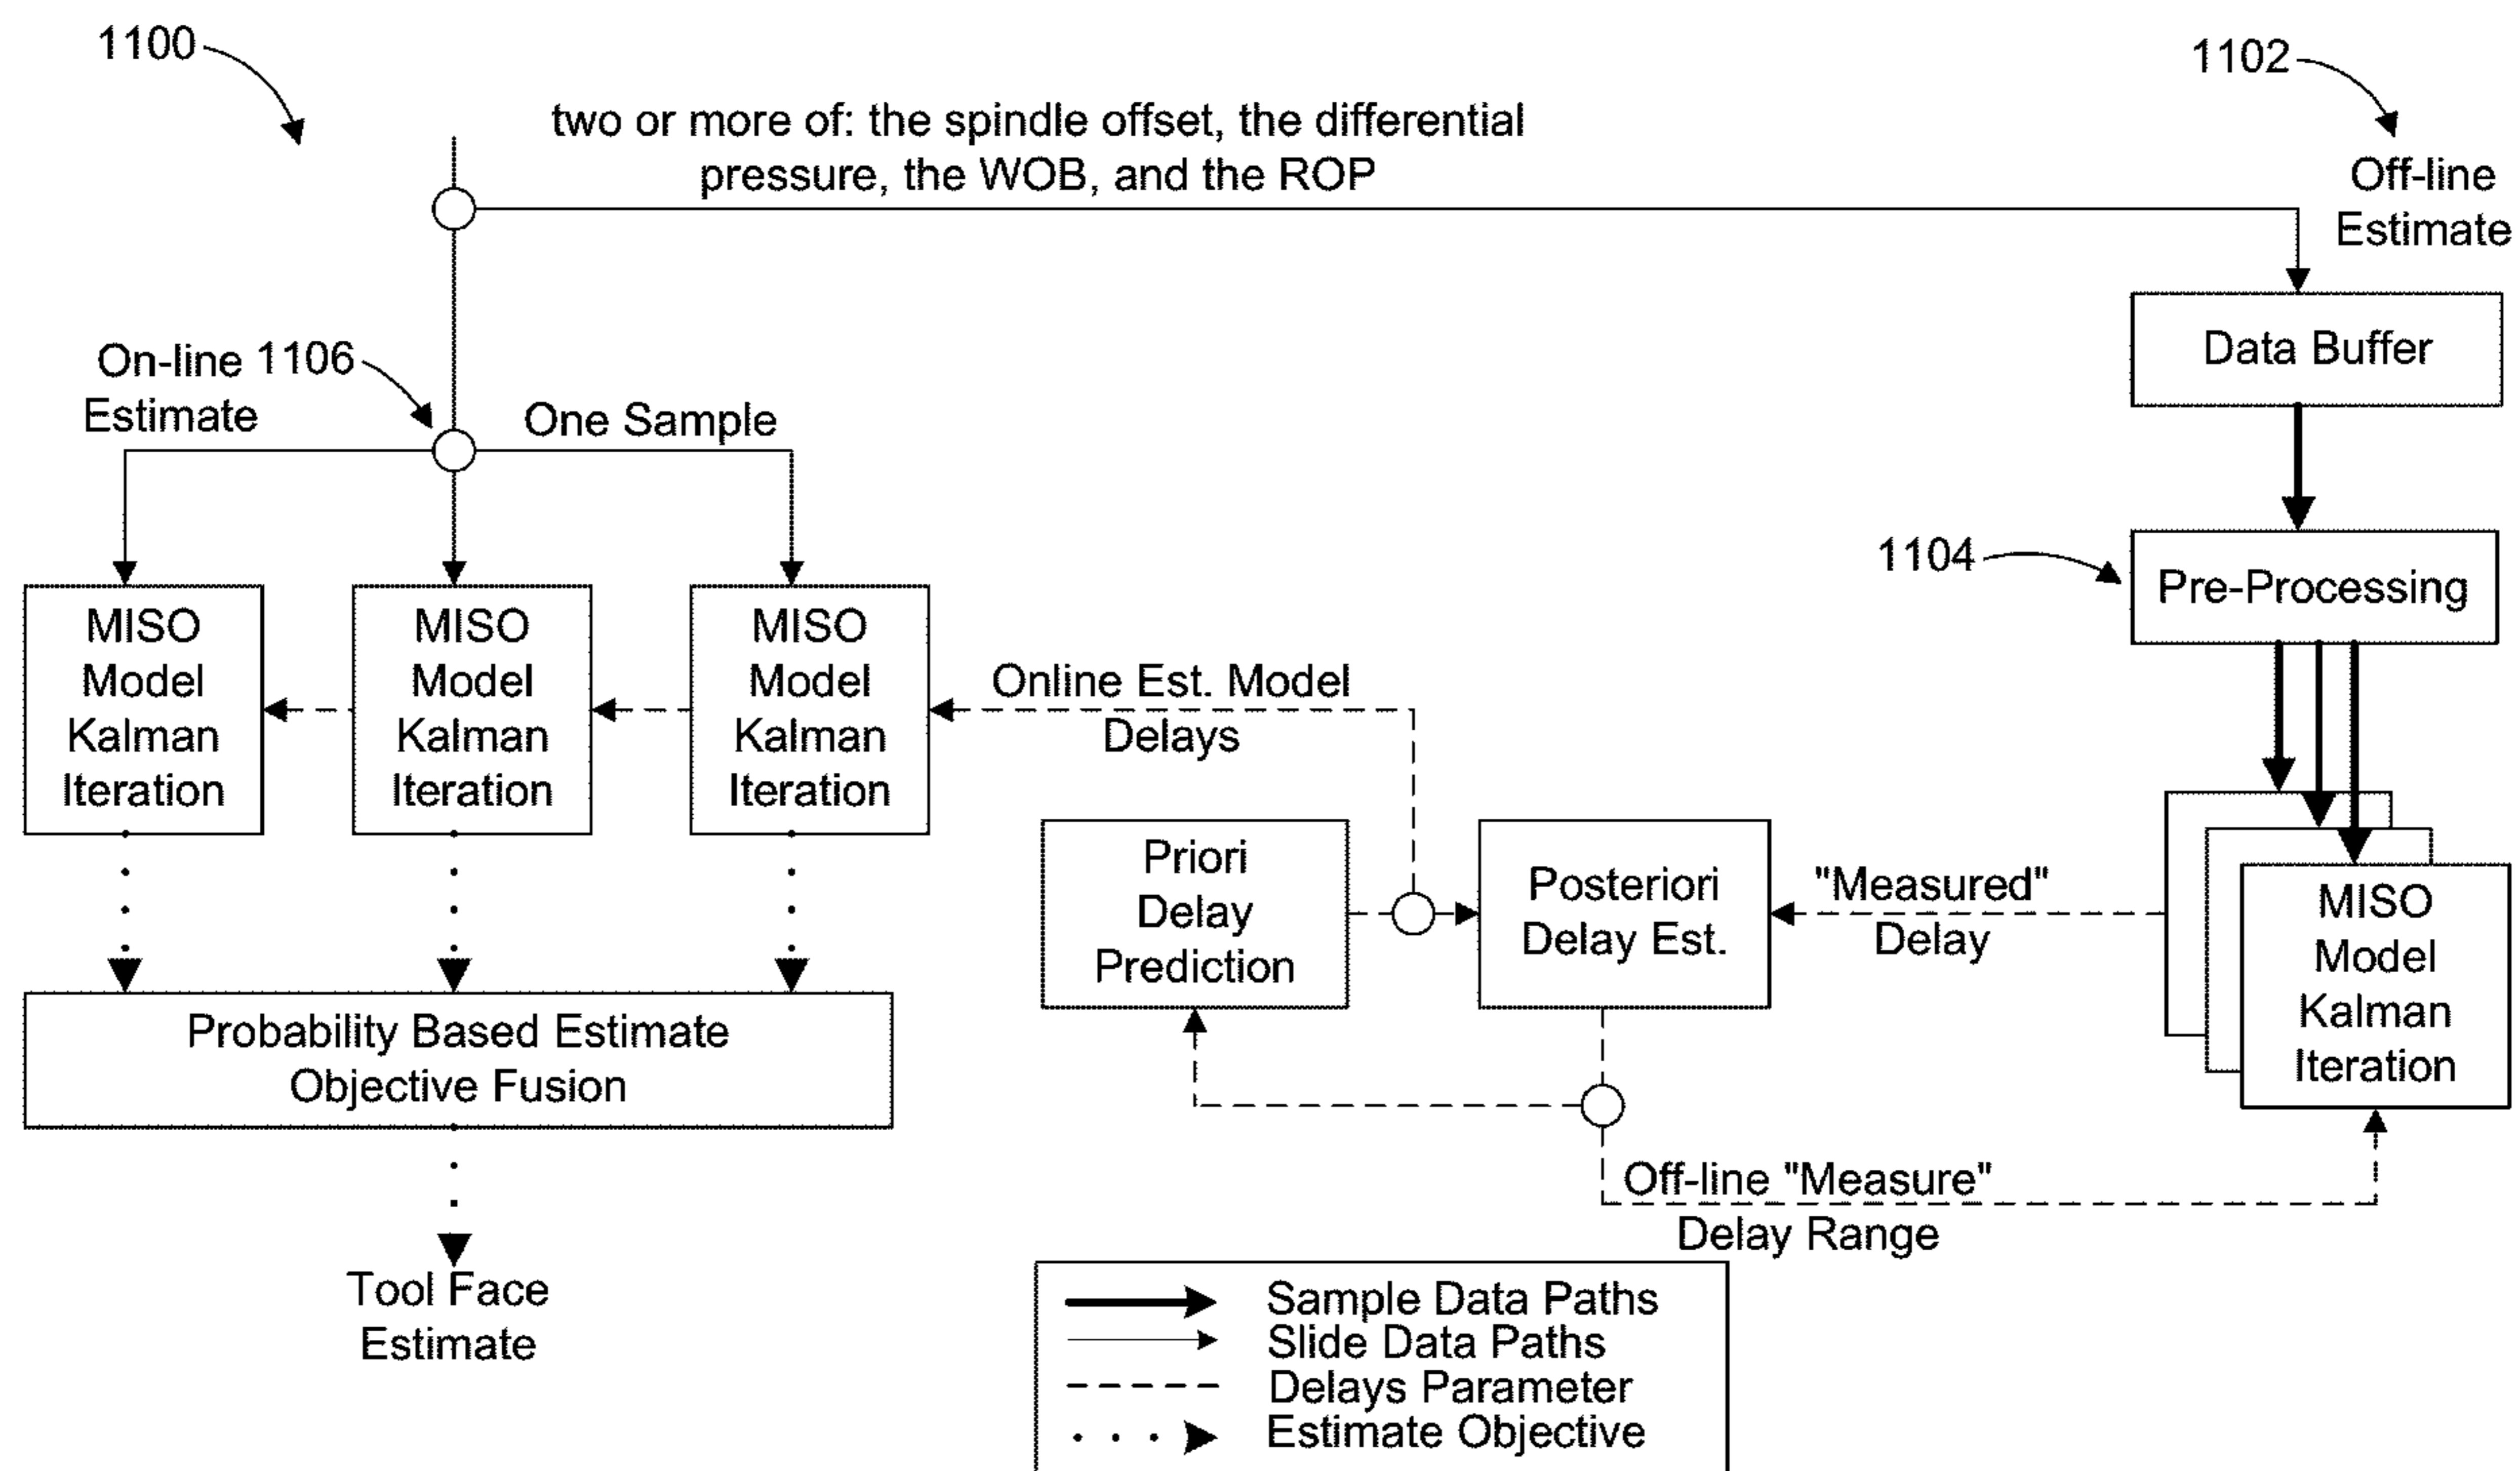 1100
1102
two or more of: the spindle offset, the differential
pressure, the WOB, and the ROP
Off-line
Estimate
Data Buffer
On-line 1106
Estimate
One Sample
1104
Pre-Processing
MISO
Model
Kalman
Iteration
MISO
Model
Kalman
Iteration
MISO
Model
Kalman
Iteration
Online Est. Model
Delays
Priori
Delay
Prediction
Posteriori
Delay Est.
"Measured"
Delay
MISO
Model
Kalman
Iteration
Probability Based Estimate
Objective Fusion
Off-line "Measure"
Delay Range
Tool Face
Estimate
Sample Data Paths
Slide Data Paths
Delays Parameter
Estimate Objective